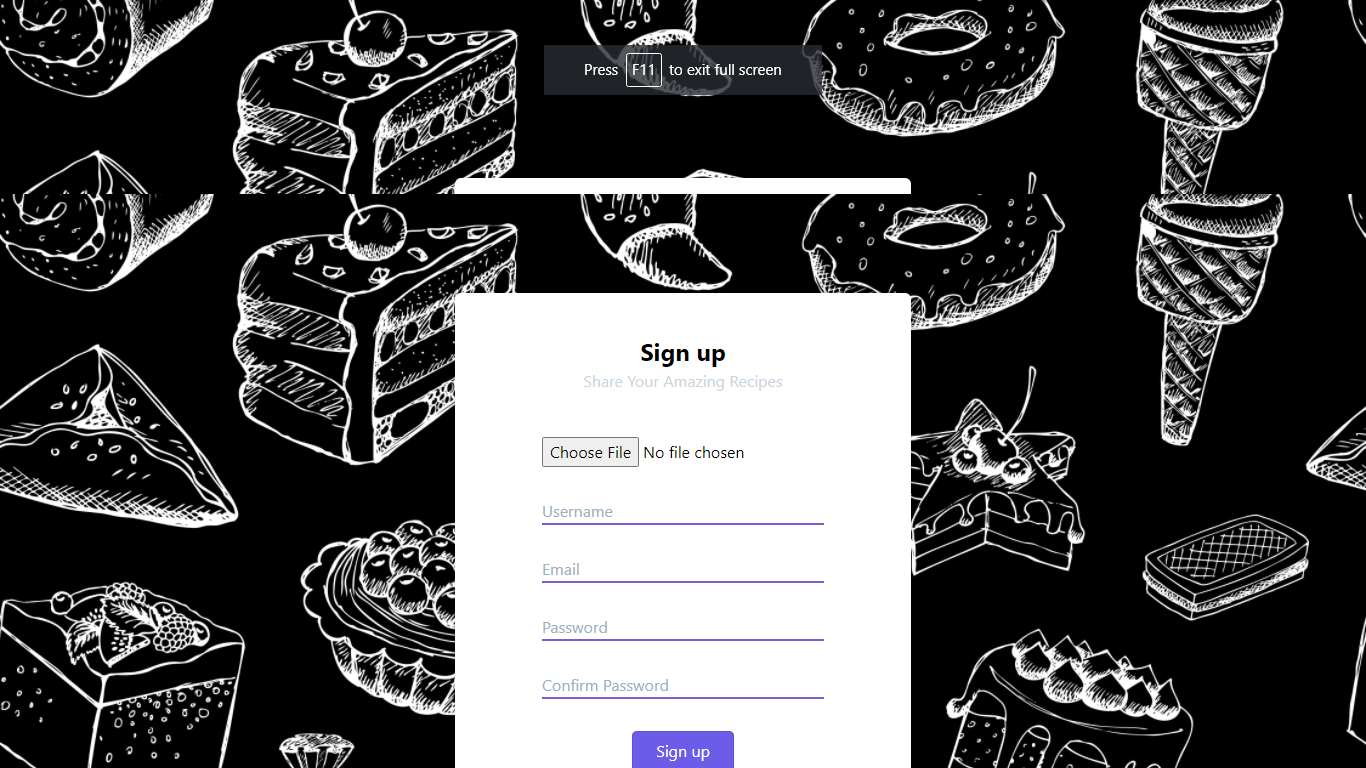 Press F11 to exit full screen
Sign up
Share Your Amazing Recipes
Choose File No file chosen
Username
Email
Password
Confirm Password
Sign up